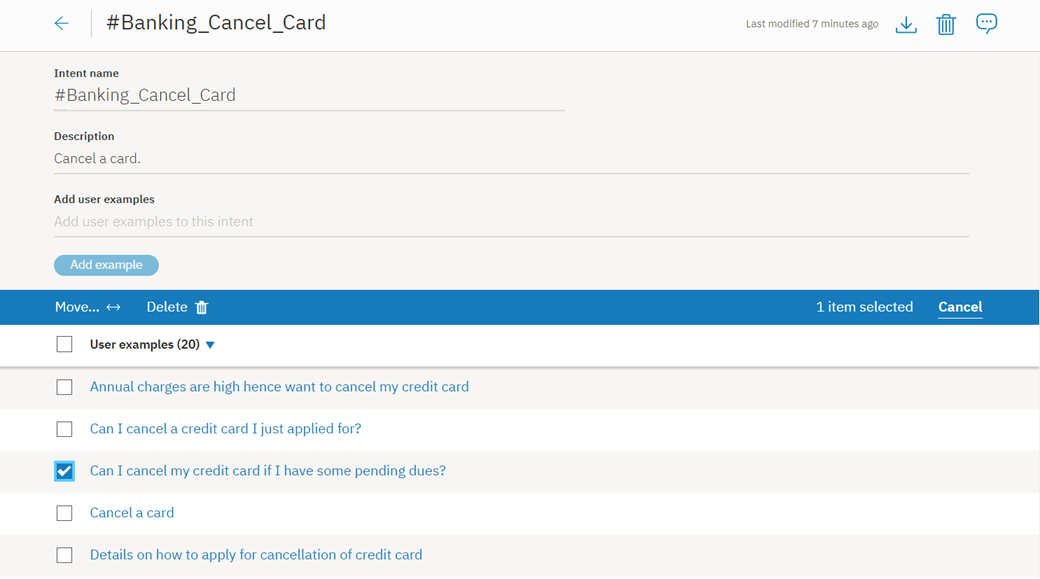 #Banking_Cancel_Card
Last modified 7 minutes ago
Intent name
#Banking_Cancel_Card
Description
Cancel a card.
Add user examples
Add user examples to this intent
Add example
Move... ↔ Delete
1 item selected Cancel
User examples (20) ▼
Annual charges are high hence want to cancel my credit card
Can I cancel a credit card I just applied for?
Can I cancel my credit card if I have some pending dues?
Cancel a card
Details on how to apply for cancellation of credit card